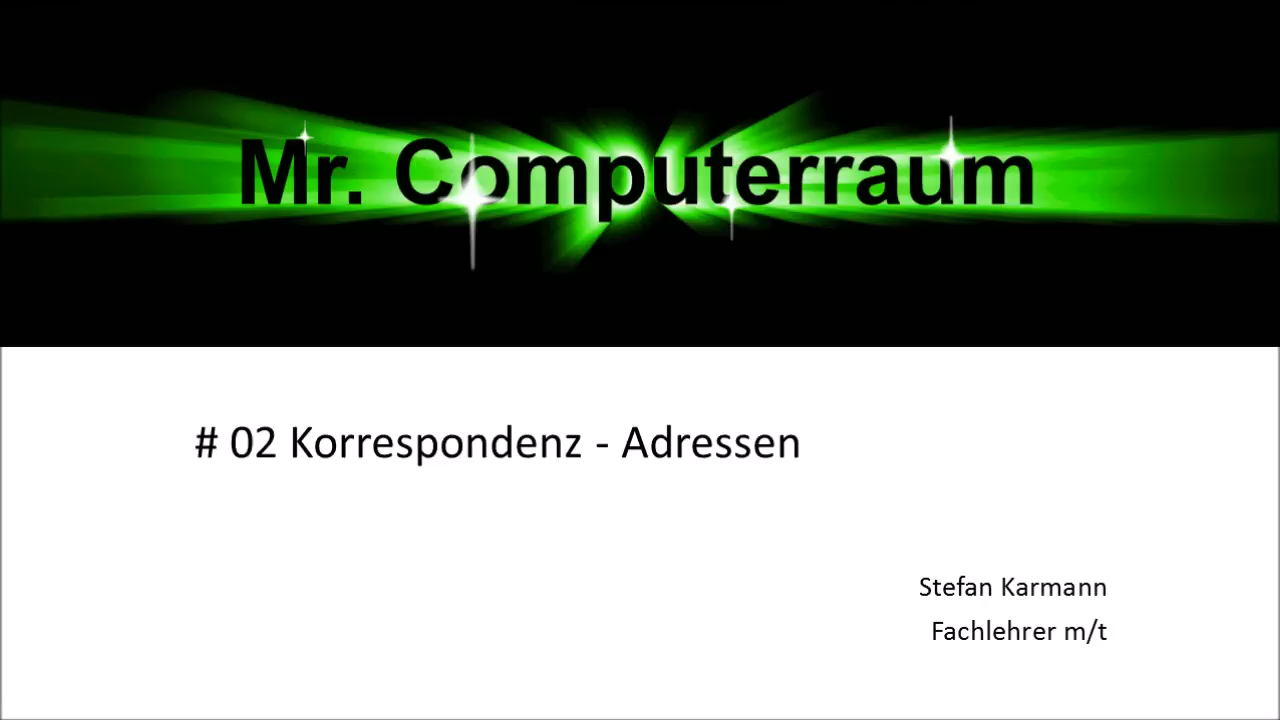 Mr. Computerraum
# 02 Korrespondenz - Adressen
Stefan Karmann
Fachlehrer m/t